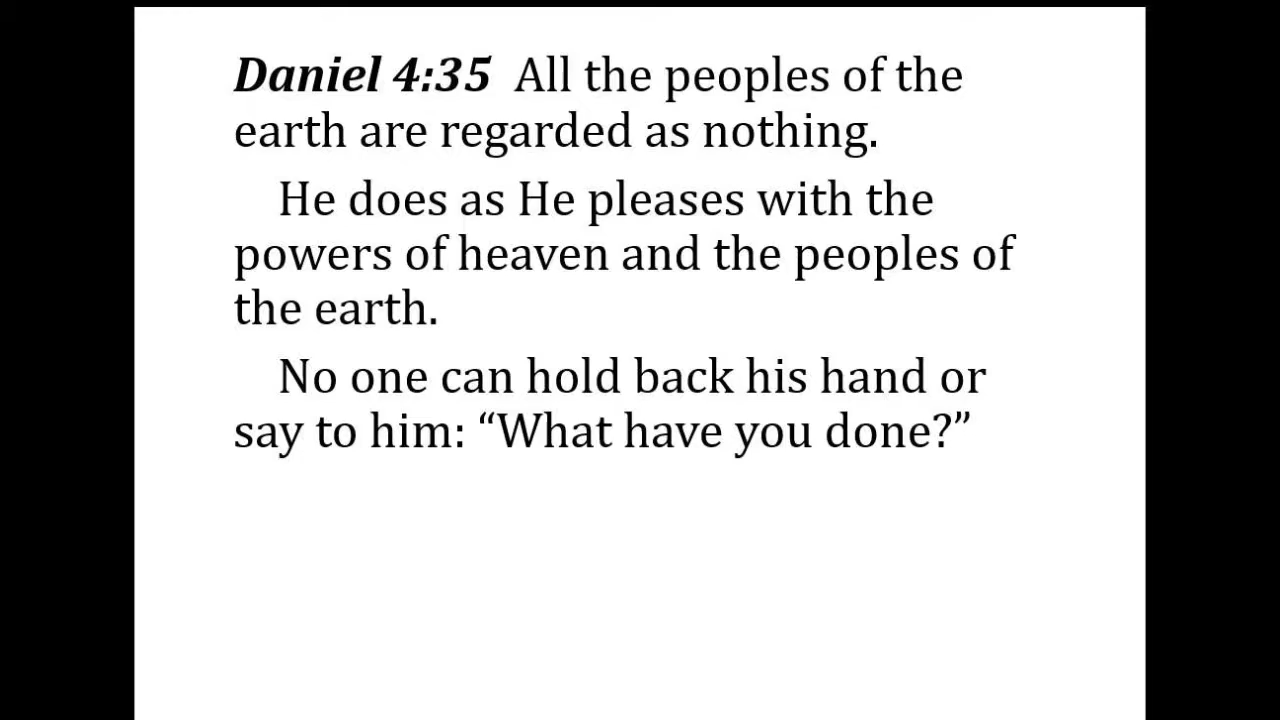 Daniel 4:35  All the peoples of the
earth are regarded as nothing.
He does as He pleases with the
powers of heaven and the peoples of
the earth.
No one can hold back his hand or
say to him: “What have you done?”